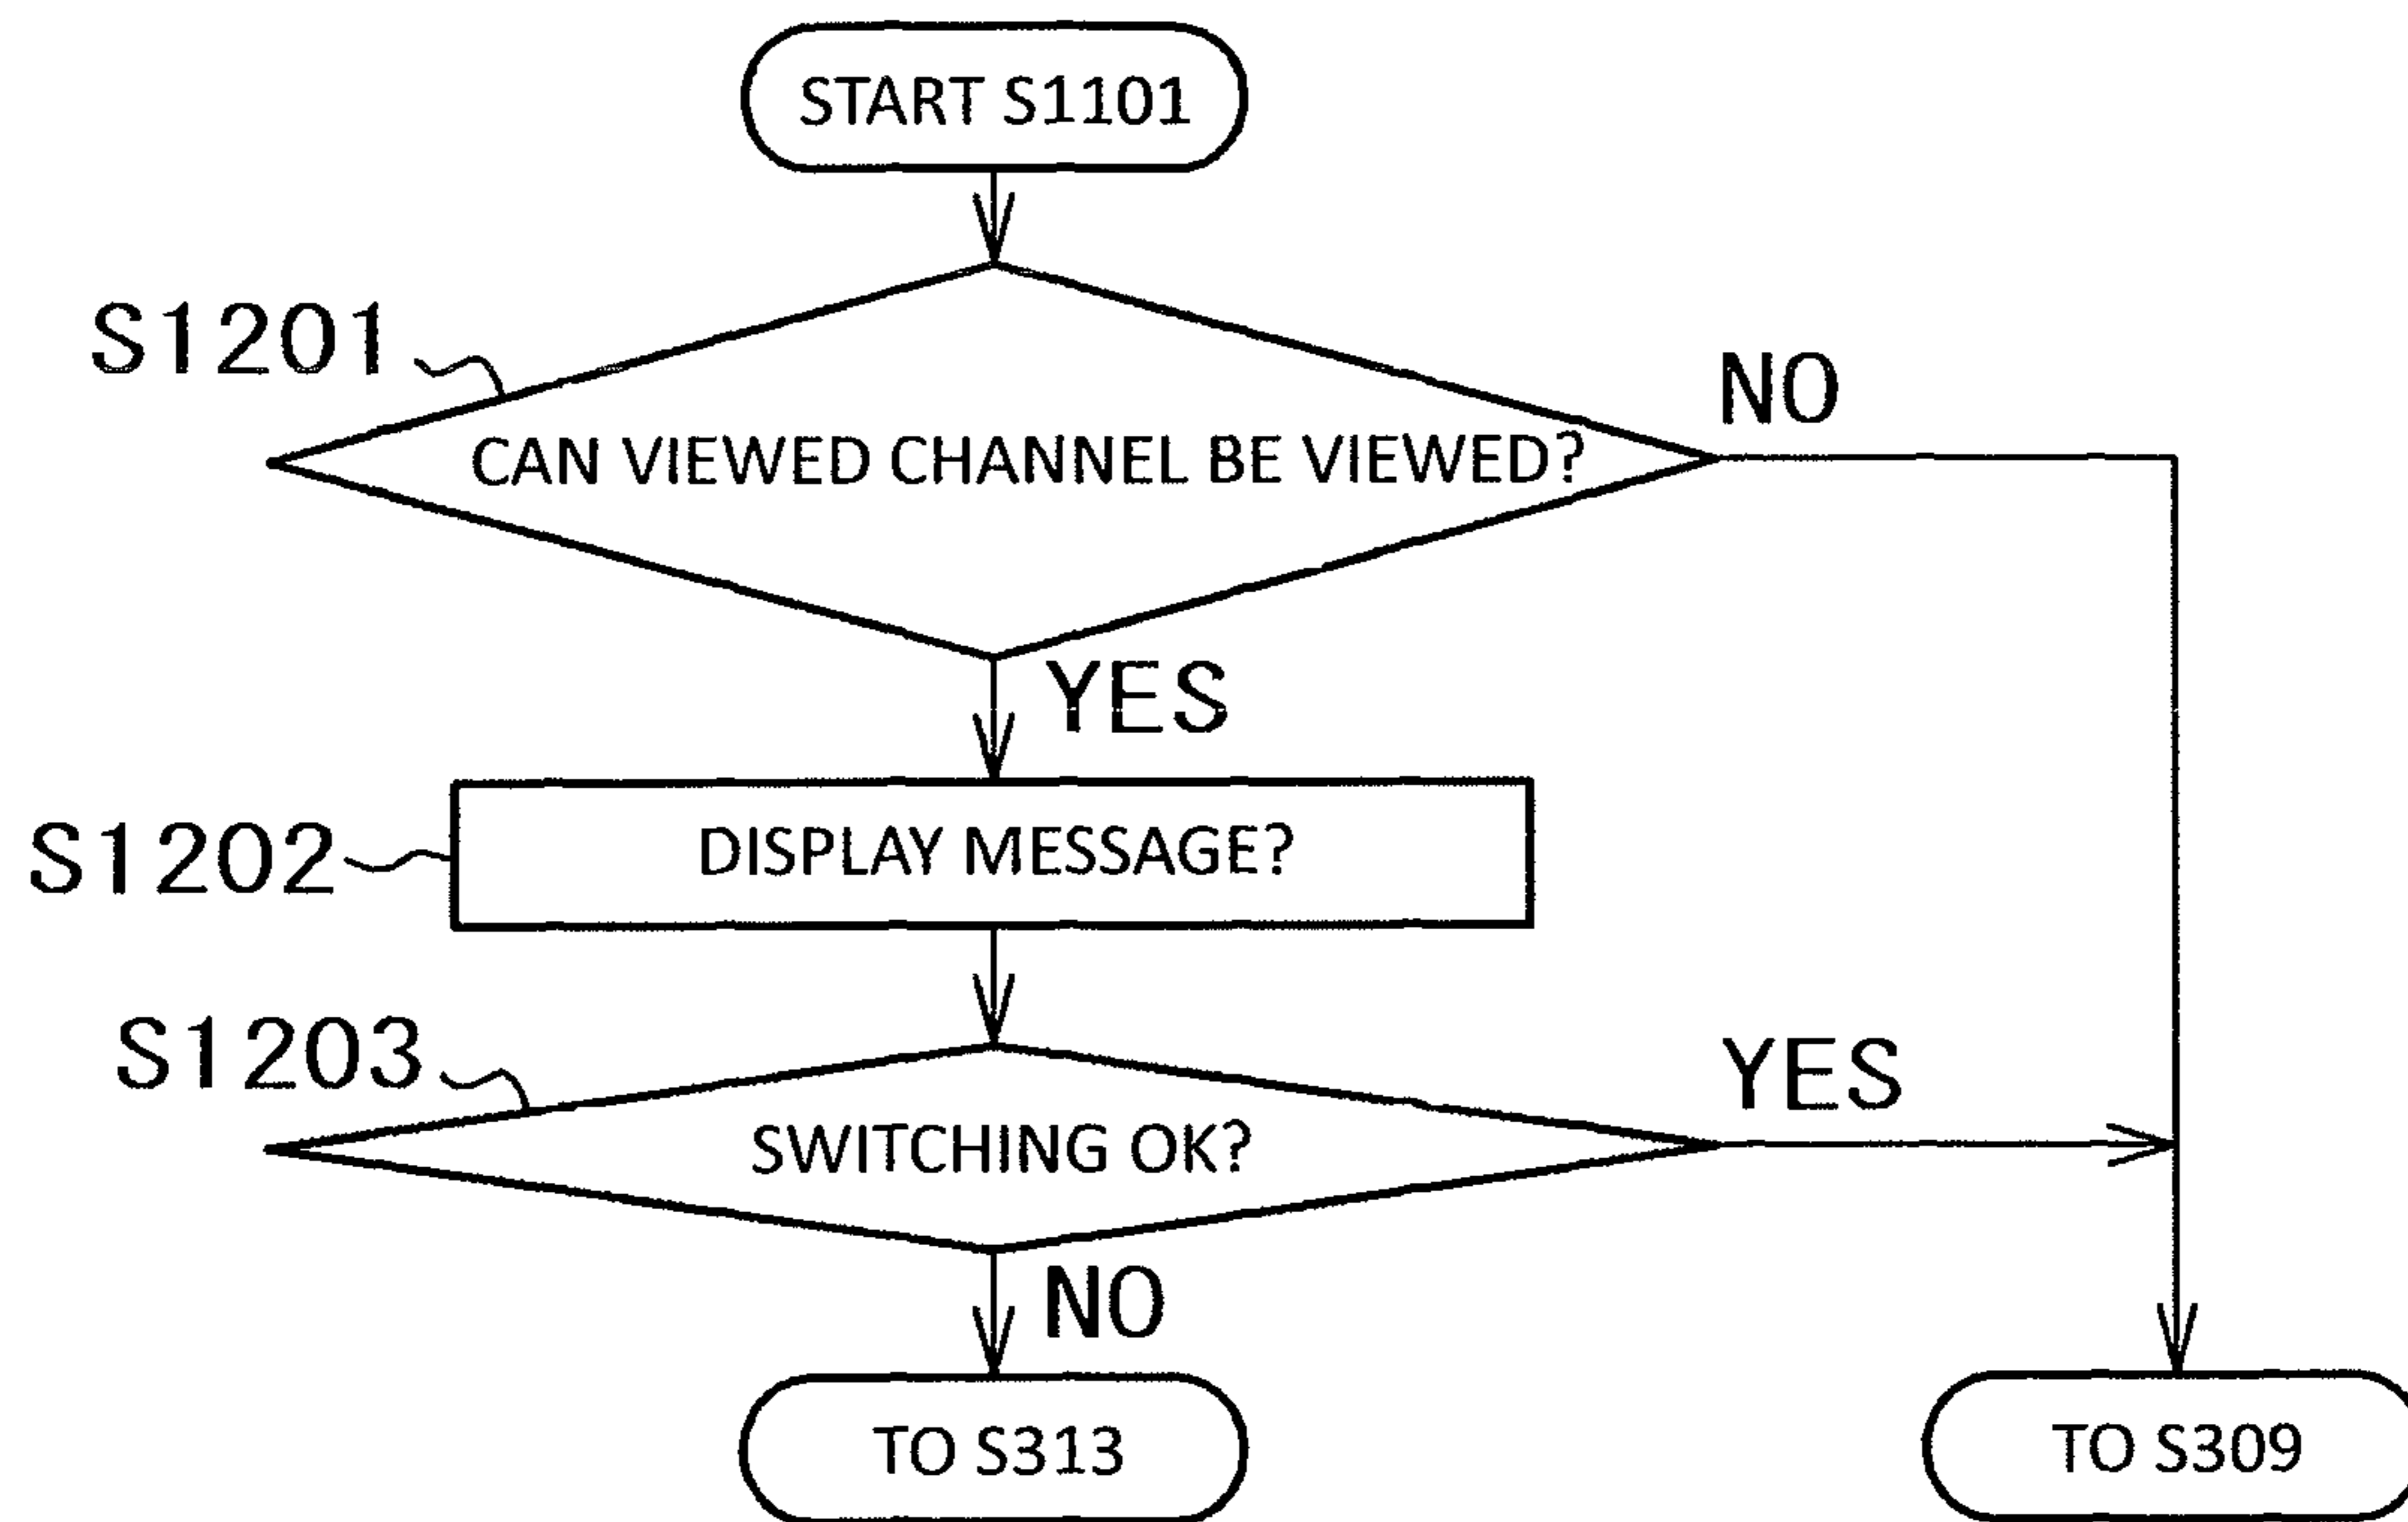 START S1101
S1201
NO
CAN VIEWED CHANNEL BE VIEWED?
YES
S1202
DISPLAY MESSAGE?
S1203
YES
SWITCHING OK?
NO
TO S313
TO S309